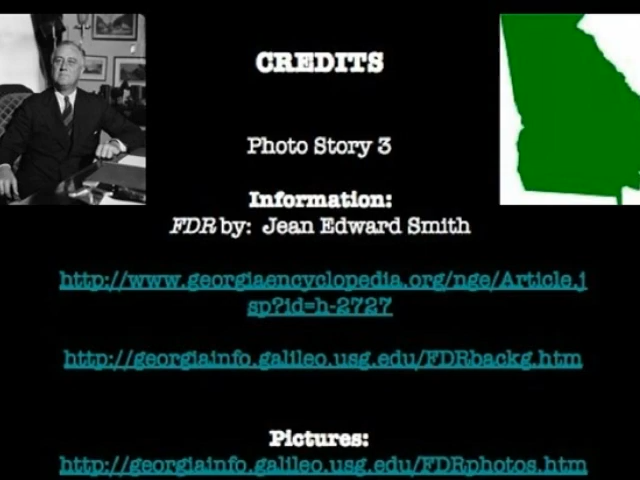 CREDITS
Photo Story 3
Information:
FDR by: Jean Edward Smith
http://www.georgiaencyclopedia.org/nge/Article.j
sp?id=h-2727
http://georgiainfo.galileo.usg.edu/FDRbackg.htm
Pictures:
http://georgiainfo.galileo.usg.edu/FDRphotos.htm